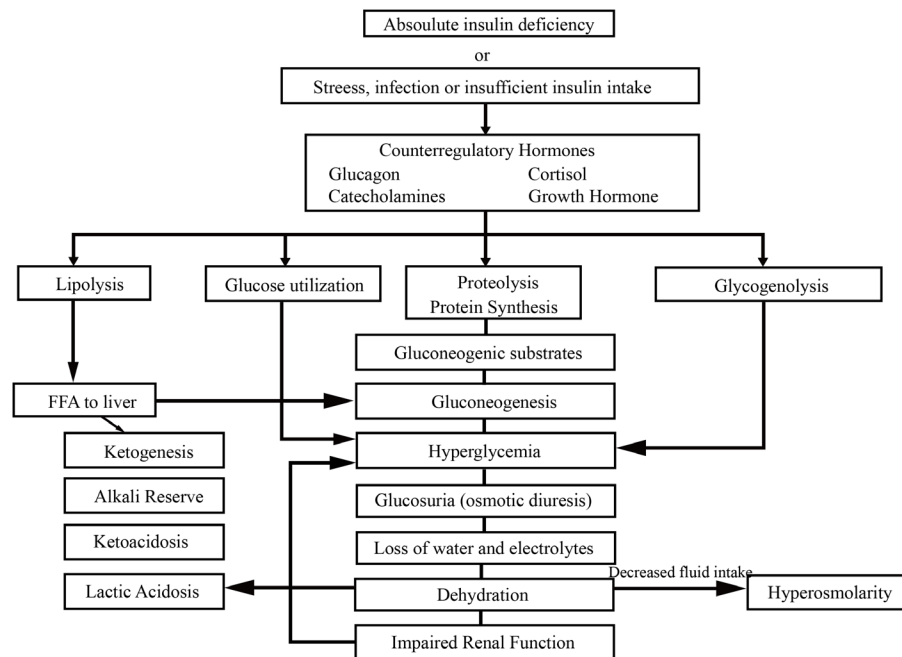 Absoulute insulin deficiency
or
Streess, infection or insufficient insulin intake
Counterregulatory Hormones
Glucagon Cortisol
Catecholamines Growth Hormone
Lipolysis
Glucose utilization
Proteolysis
Protein Synthesis
Glycogenolysis
Gluconeogenic substrates
FFA to liver
Gluconeogenesis
Ketogenesis
Hyperglycemia
Alkali Reserve
Glucosuria (osmotic diuresis)
Ketoacidosis
Loss of water and electrolytes
Lactic Acidosis
Dehydration
Decreased fluid intake
Hyperosmolarity
Impaired Renal Function